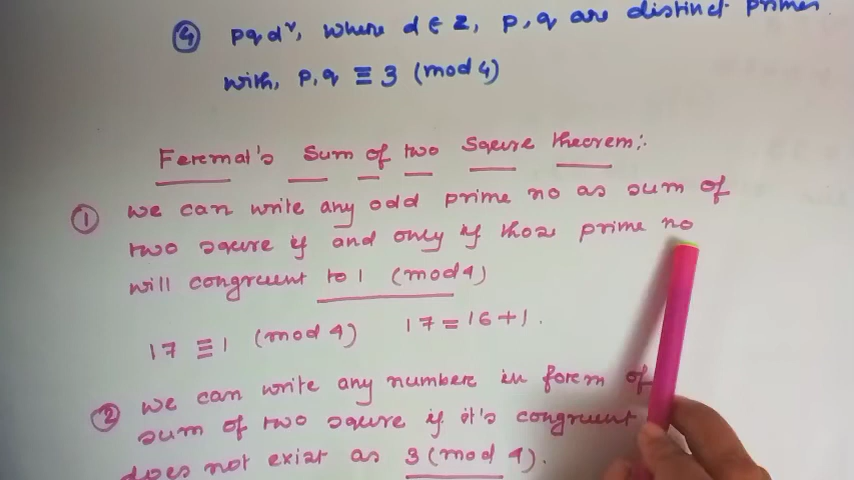 ④ pqd², where d ∈ Z, p, q are distinct primes
with, p, q ≡ 3 (mod 4)
Feremat's Sum of two Squre theorem:
① we can write any odd prime no as sum of
two squre if and only if those prime no
will congruent to 1 (mod 4)
17 ≡ 1 (mod 4) 17 = 16 + 1.
② we can write any number in forem of
sum of two squre if it's congruent
does not exist as 3 (mod 4).